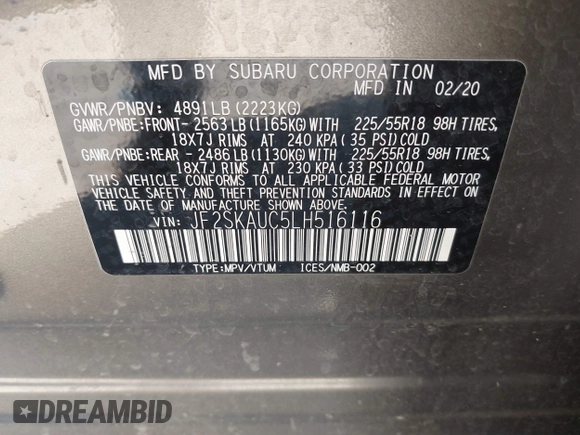 MFD BY SUBARU CORPORATION
MFD IN 02/20
GVWR/PNBV: 4891LB(2223KG)
GAWR/PNBE:FRONT-2563LB(1165KG)WITH 225/55R18 98H TIRES,
18X7J RIMS AT 240 KPA(35 PSI)COLD
GAWR/PNBE:REAR -2486LB(1130KG)WITH 225/55R18 98H TIRES,
18X7J RIMS AT 230 KPA(33 PSI)COLD
THIS VEHICLE CONFORMS TO ALL APPLICABLE FEDERAL MOTOR
VEHICLE SAFETY AND THEFT PREVENTION STANDARDS IN EFFECT ON
THE DATE OF MANUFACTURE SHOWN ABOVE.
VIN: JF2SKAUC5LH516116
TYPE:MPV/VTUM ICES/NMB-002
DREAMBID